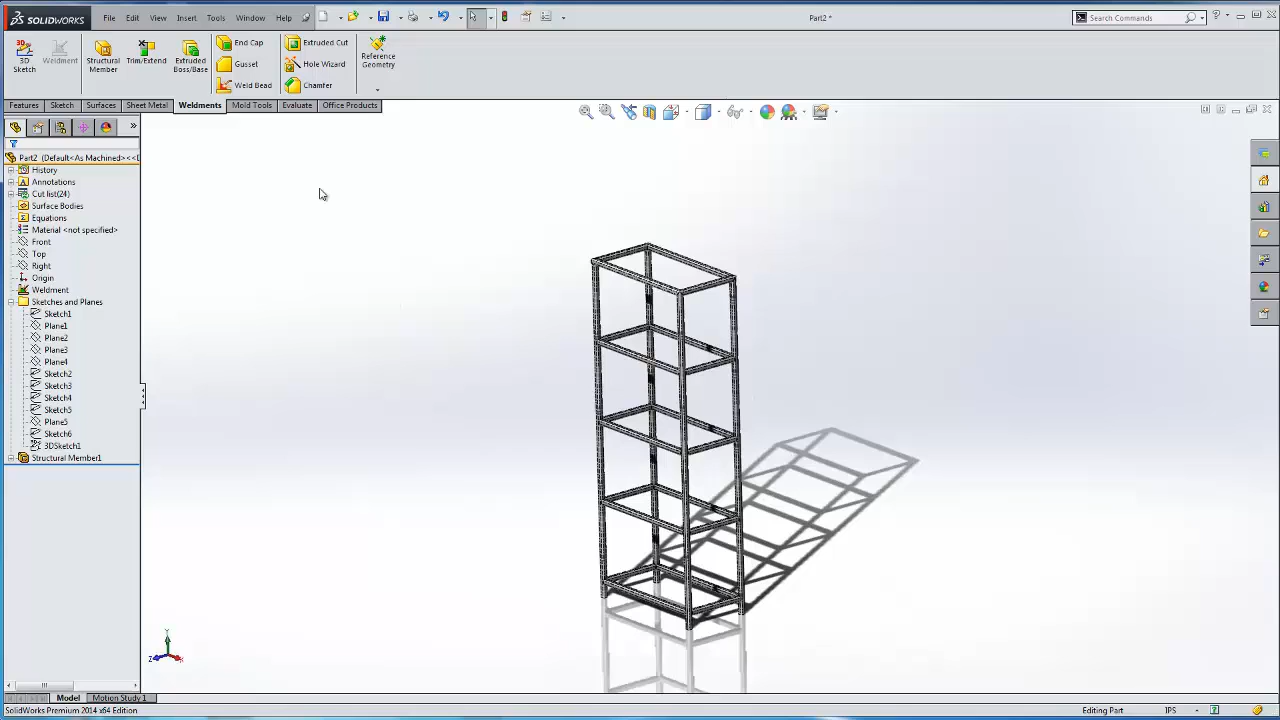 SOLIDWORKS File Edit View Insert Tools Window Help Part2 * Search Commands
3D Sketch Weldment Structural Member Trim/Extend Extruded Boss/Base End Cap Gusset Weld Bead Extruded Cut Hole Wizard Chamfer Reference Geometry
Features Sketch Surfaces Sheet Metal Weldments Mold Tools Evaluate Office Products
Part2 (Default<As Machined><<D
History
Annotations
Cut list(24)
Surface Bodies
Equations
Material <not specified>
Front
Top
Right
Origin
Weldment
Sketches and Planes
Sketch1
Plane1
Plane2
Plane3
Plane4
Sketch2
Sketch3
Sketch4
Sketch5
Plane5
Sketch6
3DSketch1
Structural Member1
Y
Z X
Model Motion Study 1
SolidWorks Premium 2014 x64 Edition Editing Part IPS